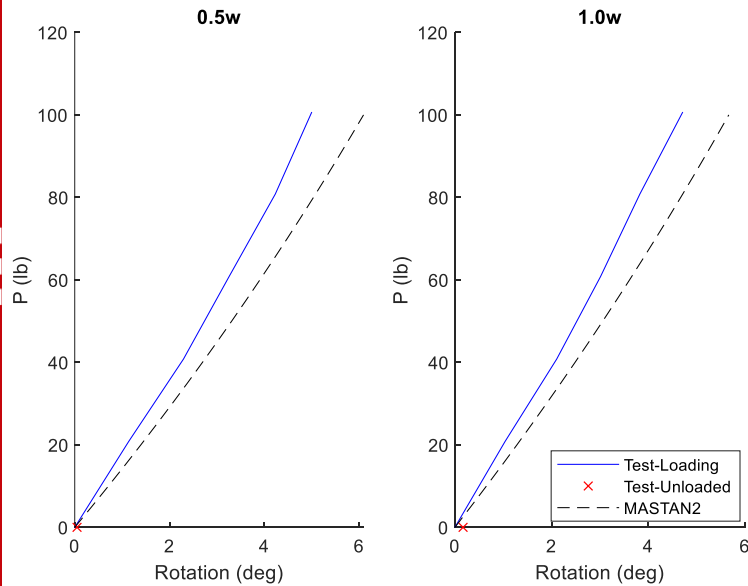 0.5w
120
100
80
60
40
20
0
P (lb)
0 2 4 6
Rotation (deg)
1.0w
120
100
80
60
40
20
0
P (lb)
0 2 4 6
Rotation (deg)
Test-Loading
Test-Unloaded
MASTAN2